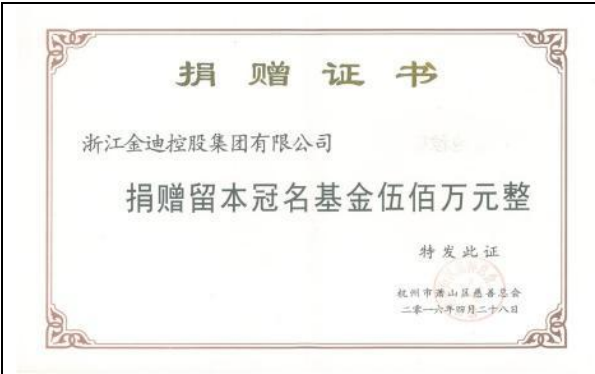 捐赠证书
浙江金迪控股集团有限公司
捐赠留本冠名基金伍佰万元整
特发此证
杭州市萧山区慈善总会
二零一六年四月二十八日